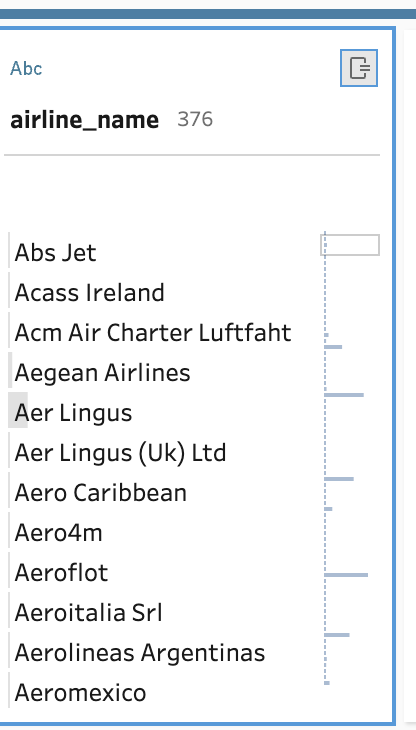 Abc
airline_name 376
Abs Jet
Acass Ireland
Acm Air Charter Luftfaht
Aegean Airlines
Aer Lingus
Aer Lingus (Uk) Ltd
Aero Caribbean
Aero4m
Aeroflot
Aeroitalia Srl
Aerolineas Argentinas
Aeromexico